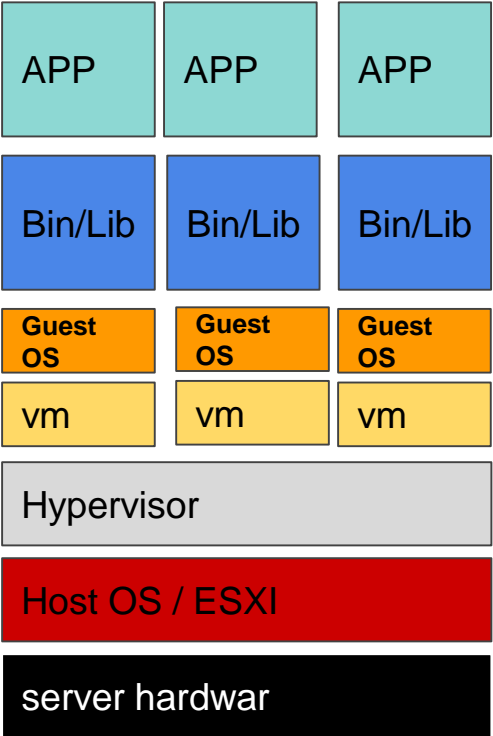 APP APP APP
Bin/Lib Bin/Lib Bin/Lib
Guest OS Guest OS Guest OS
vm vm vm
Hypervisor
Host OS / ESXI
server hardwar